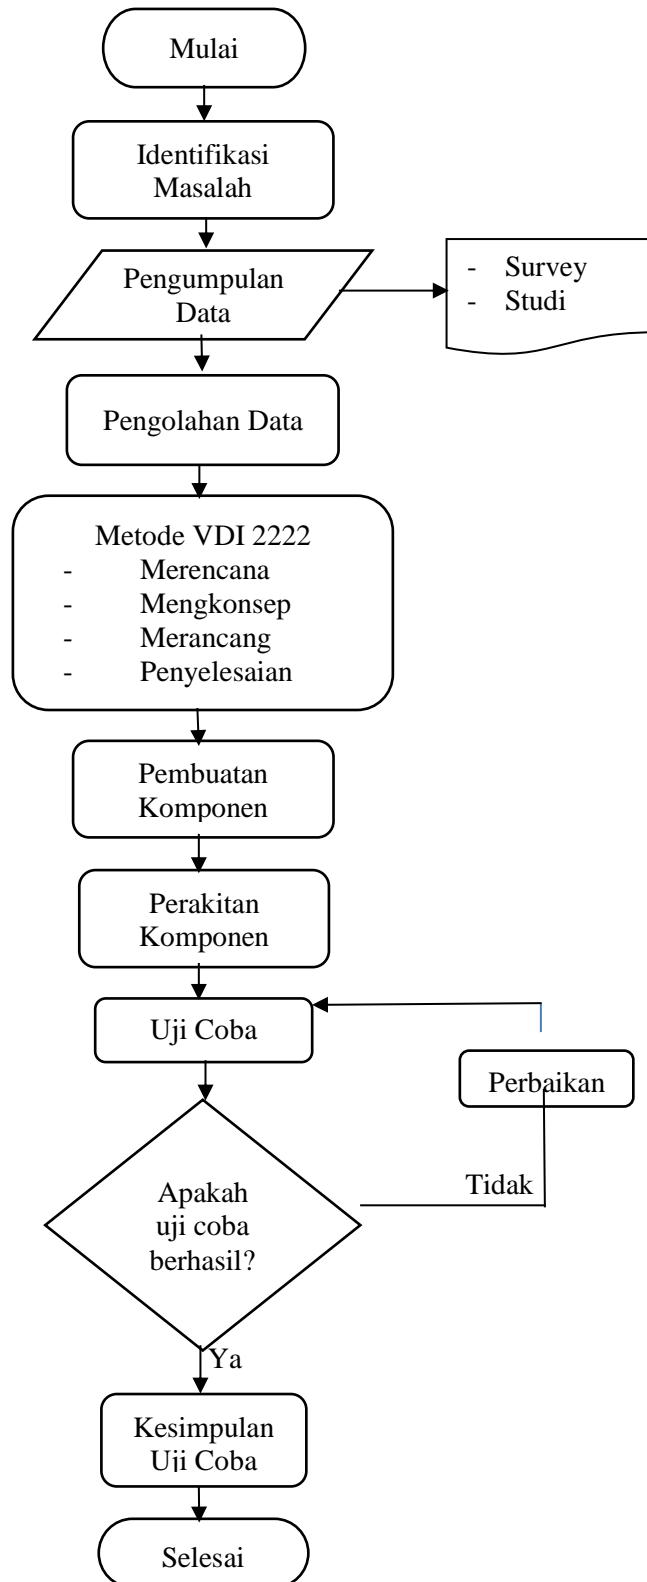 Mulai
Identifikasi
Masalah
Pengumpulan
Data
- Survey
- Studi
Pengolahan Data
Metode VDI 2222
- Merencana
- Mengkonsep
- Merancang
- Penyelesaian
Pembuatan
Komponen
Perakitan
Komponen
Uji Coba
Perbaikan
Tidak
Apakah
uji coba
berhasil?
Ya
Kesimpulan
Uji Coba
Selesai